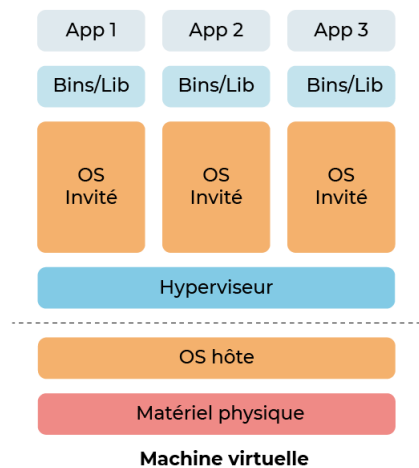 App 1
App 2
App 3
Bins/Lib
Bins/Lib
Bins/Lib
OS
Invité
OS
Invité
OS
Invité
Hyperviseur
OS hôte
Matériel physique
Machine virtuelle